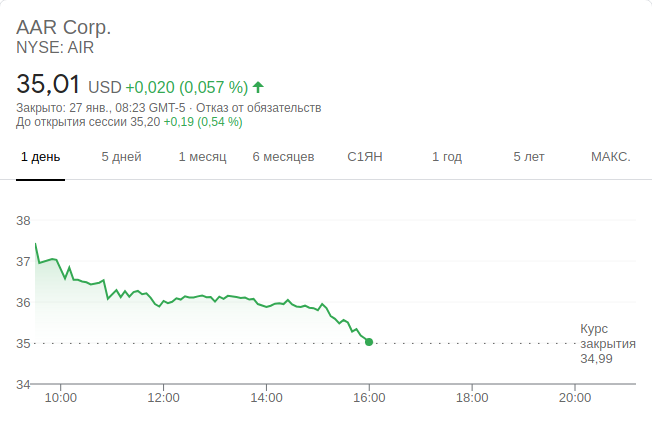 AAR Corp.
NYSE: AIR
35,01 USD +0,020 (0,057 %)
Закрыто: 27 янв., 08:23 GMT-5 · Отказ от обязательств
До открытия сессии 35,20 +0,19 (0,54 %)
1 день 5 дней 1 месяц 6 месяцев С1ЯН 1 год 5 лет МАКС.
38
37
36
35
34
Курс
закрытия
34,99
10:00 12:00 14:00 16:00 18:00 20:00